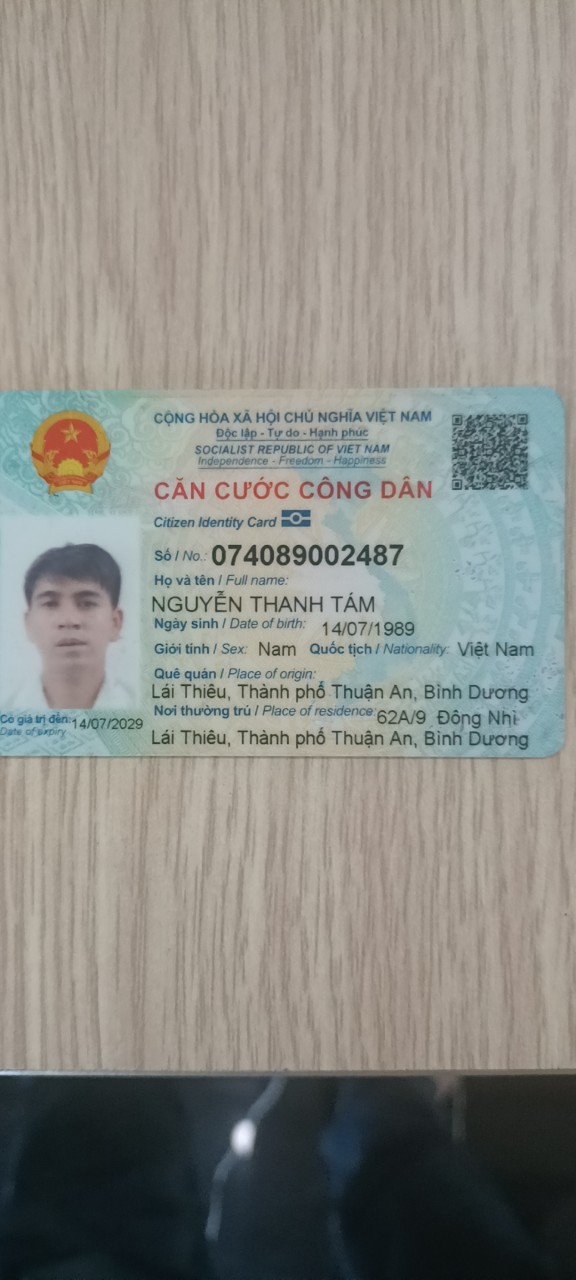 CỘNG HÒA XÃ HỘI CHỦ NGHĨA VIỆT NAM
Độc lập - Tự do - Hạnh phúc
SOCIALIST REPUBLIC OF VIET NAM
Independence - Freedom - Happiness
CĂN CƯỚC CÔNG DÂN
Citizen Identity Card
Số / No.: 074089002487
Họ và tên / Full name:
NGUYỄN THANH TÁM
Ngày sinh / Date of birth: 14/07/1989
Giới tính / Sex: Nam Quốc tịch / Nationality: Việt Nam
Quê quán / Place of origin:
Lái Thiêu, Thành phố Thuận An, Bình Dương
Nơi thường trú / Place of residence: 62A/9 Đông Nhì
Lái Thiêu, Thành phố Thuận An, Bình Dương
Có giá trị đến: 14/07/2029
Date of expiry